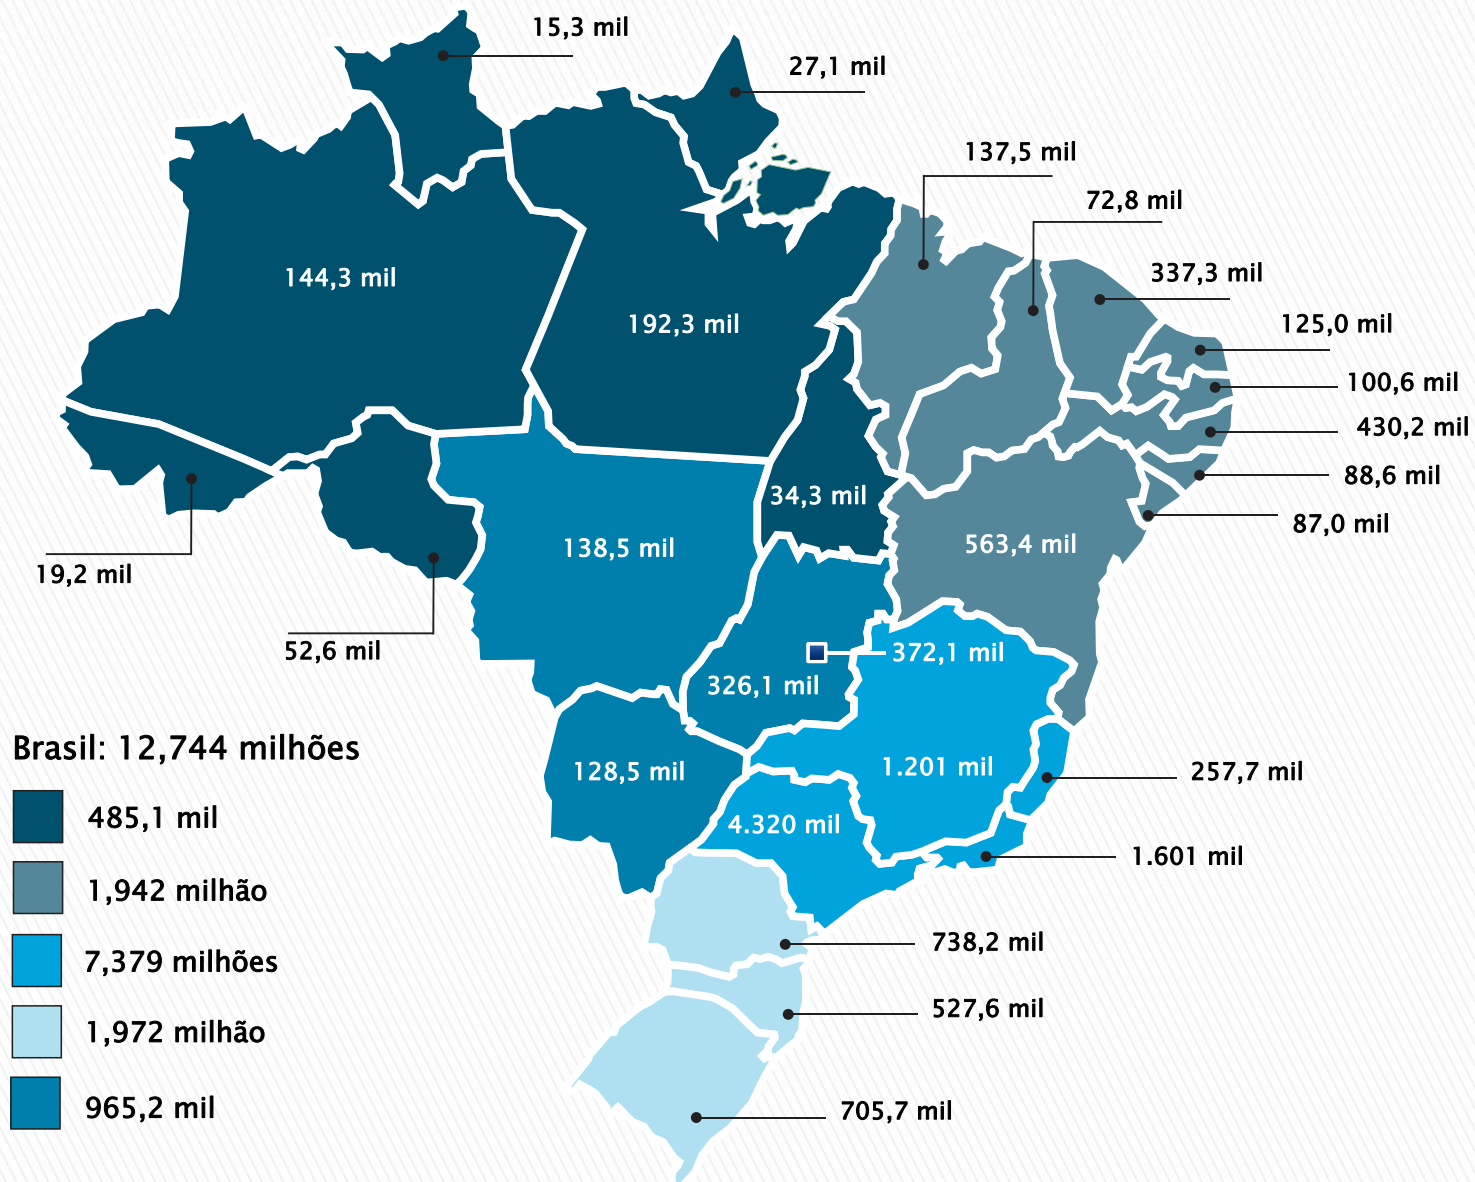 15,3 mil
27,1 mil
137,5 mil
72,8 mil
337,3 mil
144,3 mil
192,3 mil
125,0 mil
100,6 mil
430,2 mil
88,6 mil
34,3 mil
87,0 mil
138,5 mil
563,4 mil
19,2 mil
52,6 mil
372,1 mil
326,1 mil
Brasil: 12,744 milhões
128,5 mil
1.201 mil
257,7 mil
485,1 mil
4.320 mil
1.601 mil
1,942 milhão
738,2 mil
7,379 milhões
527,6 mil
1,972 milhão
965,2 mil
705,7 mil